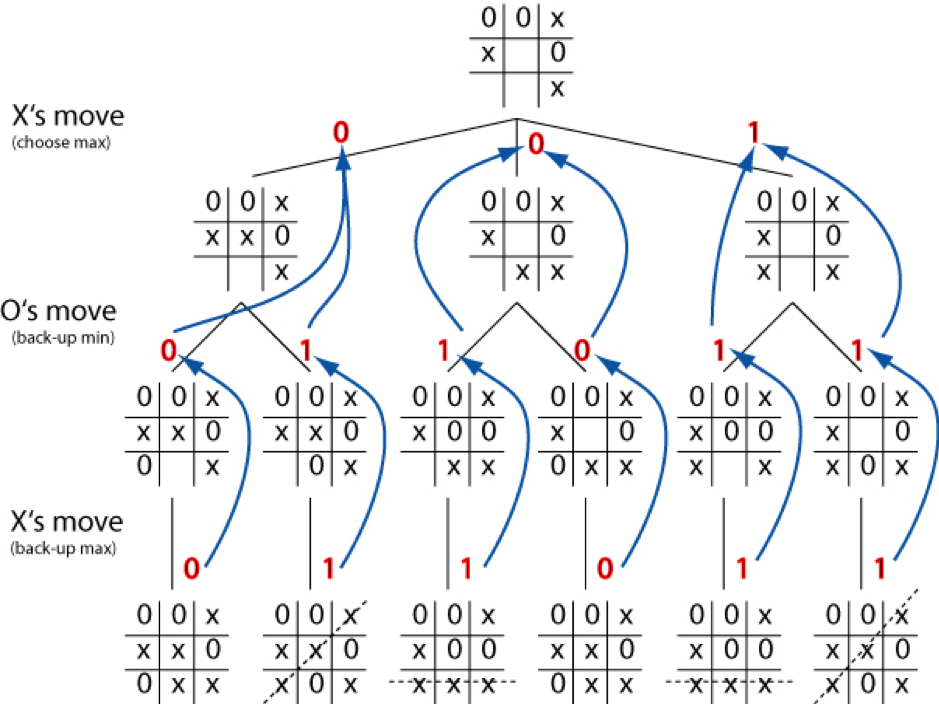 0 0 x
x 0
x
X's move
(choose max)
0 0 1
0 0 x 0 0 x 0 0 x
x x 0 x 0 x 0
x x x x x
O's move
(back-up min)
0 1 1 0 1 1
0 0 x 0 0 x 0 0 x 0 0 x 0 0 x 0 0 x
x x 0 x x 0 x 0 0 x 0 x 0 0 x 0
0 x 0 x x x 0 x x x x x 0 x
X's move
(back-up max)
0 1 1 0 1 1
0 0 x 0 0 x 0 0 x 0 0 x 0 0 x 0 0 x
x x 0 x x 0 x 0 0 x x 0 x 0 0 x x 0
0 x x x 0 x x x x 0 x x x x x x 0 x